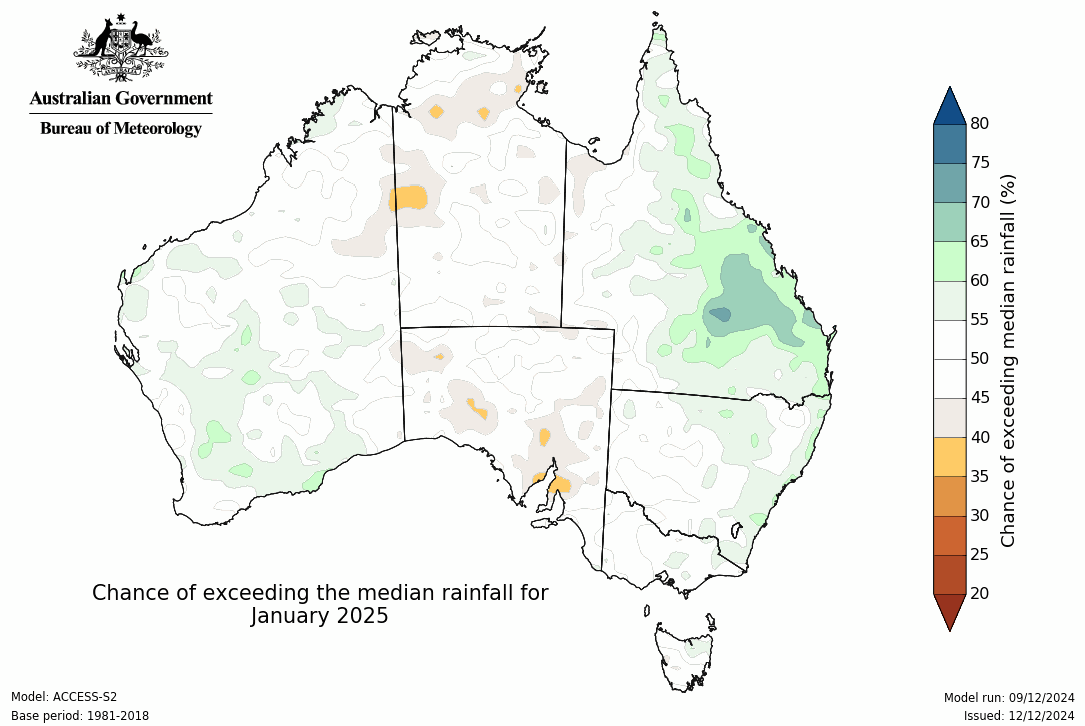 AUSTRALIA
Australian Government
Bureau of Meteorology
80
75
70
65
60
55
50
45
40
35
30
25
20
Chance of exceeding median rainfall (%)
Chance of exceeding the median rainfall for
January 2025
Model: ACCESS-S2
Base period: 1981-2018
Model run: 09/12/2024
Issued: 12/12/2024